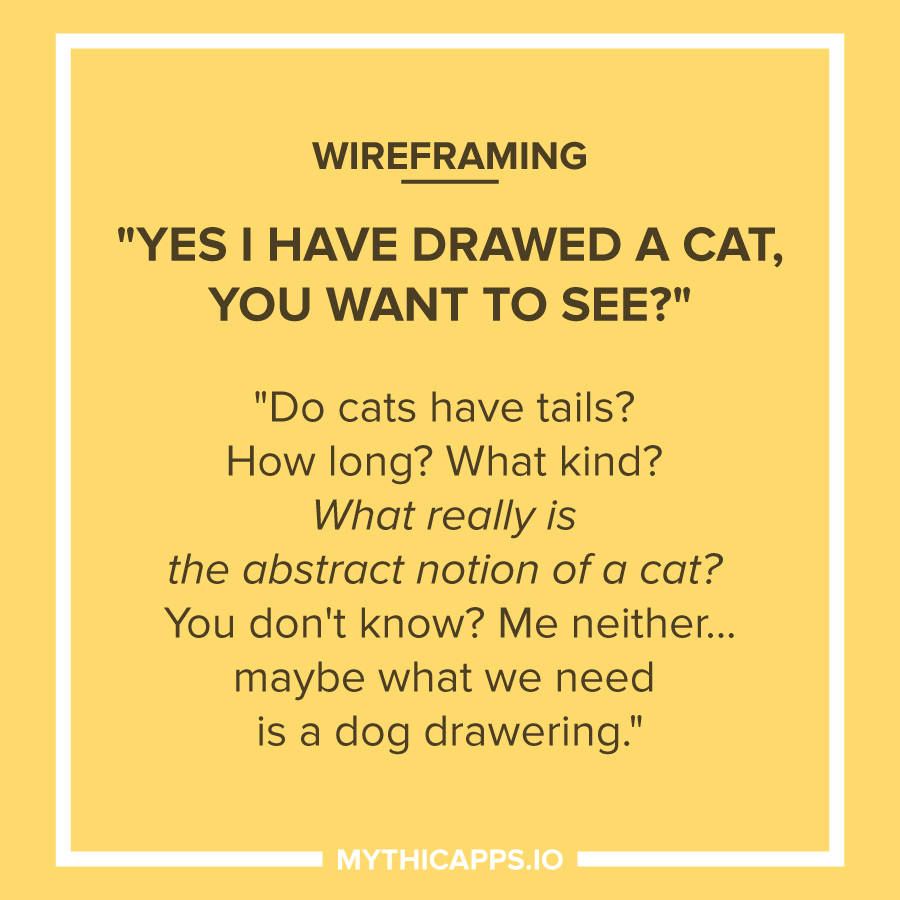 WIREFRAMING
"YES I HAVE DRAWED A CAT,
YOU WANT TO SEE?"
"Do cats have tails?
How long? What kind?
What really is
the abstract notion of a cat?
You don't know? Me neither...
maybe what we need
is a dog drawering."
MYTHICAPPS.IO